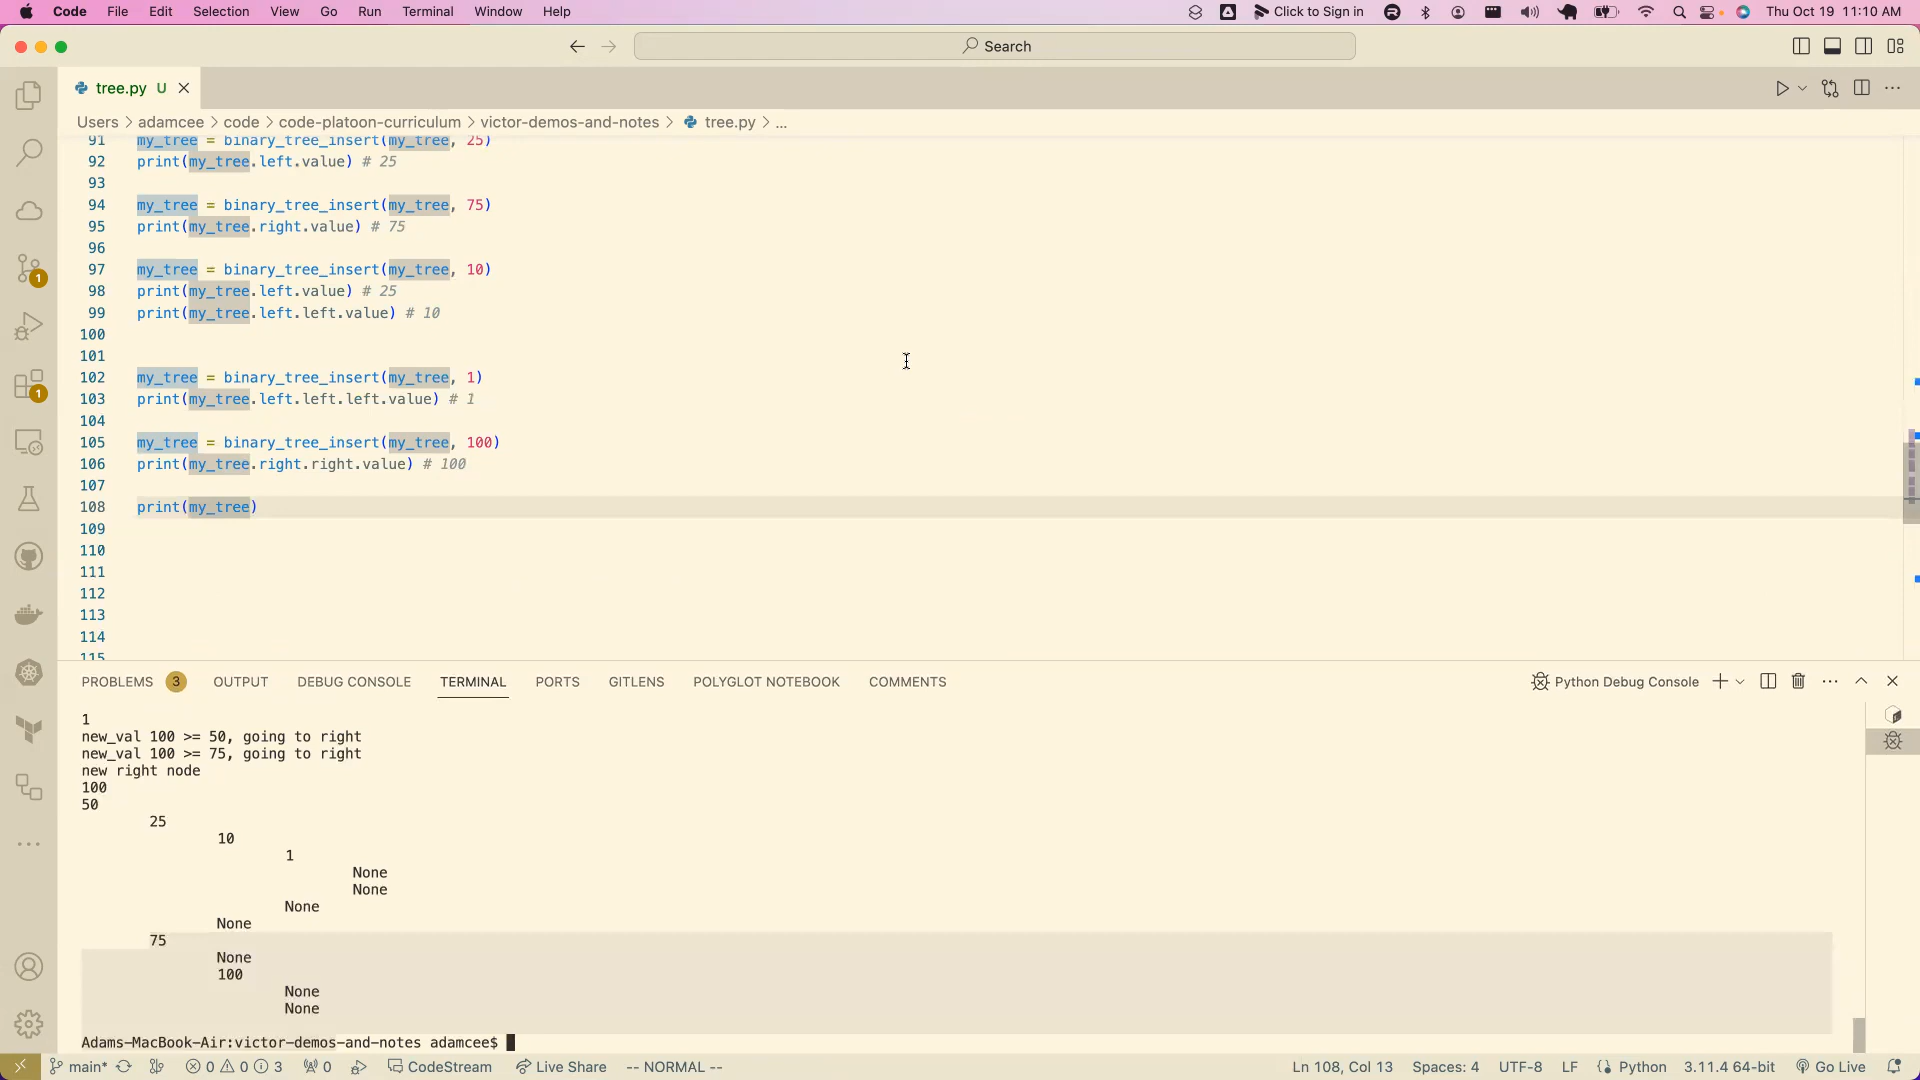 Code File Edit Selection View Go Run Terminal Window Help Click to Sign in Thu Oct 19 11:10 AM
Search
tree.py U
Users > adamcee > code > code-platoon-curriculum > victor-demos-and-notes > tree.py > ...
91 my_tree = binary_tree_insert(my_tree, 25)
92 print(my_tree.left.value) # 25
93
94 my_tree = binary_tree_insert(my_tree, 75)
95 print(my_tree.right.value) # 75
96
97 my_tree = binary_tree_insert(my_tree, 10)
98 print(my_tree.left.value) # 25
99 print(my_tree.left.left.value) # 10
100
101
102 my_tree = binary_tree_insert(my_tree, 1)
103 print(my_tree.left.left.left.value) # 1
104
105 my_tree = binary_tree_insert(my_tree, 100)
106 print(my_tree.right.right.value) # 100
107
108 print(my_tree)
109
110
111
112
113
114
115
PROBLEMS 3 OUTPUT DEBUG CONSOLE TERMINAL PORTS GITLENS POLYGLOT NOTEBOOK COMMENTS Python Debug Console
1
new_val 100 >= 50, going to right
new_val 100 >= 75, going to right
new right node
100
50
25
10
1
None
None
None
None
75
None
100
None
None
Adams-MacBook-Air:victor-demos-and-notes adamcee$
main* 0 0 3 0 CodeStream Live Share -- NORMAL -- Ln 108, Col 13 Spaces: 4 UTF-8 LF Python 3.11.4 64-bit Go Live